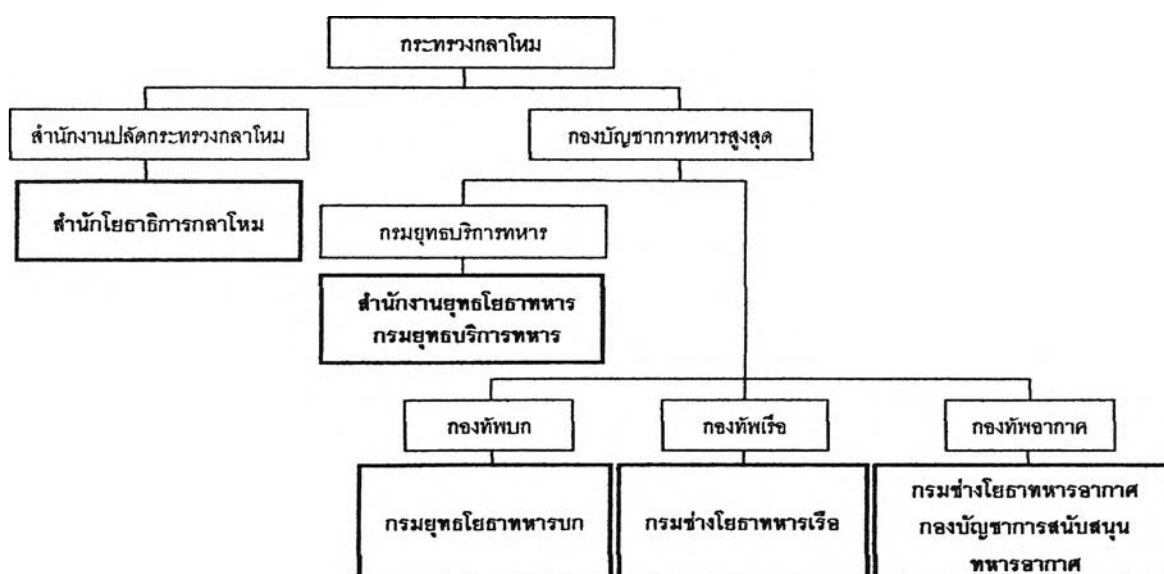 กระทรวงกลาโหม
สำนักงานปลัดกระทรวงกลาโหม
กองบัญชาการทหารสูงสุด
สำนักโยธาธิการกลาโหม
กรมยุทธบริการทหาร
สำนักงานยุทธโยธาทหาร
กรมยุทธบริการทหาร
กองทัพบก
กองทัพเรือ
กองทัพอากาศ
กรมยุทธโยธาทหารบก
กรมช่างโยธาทหารเรือ
กรมช่างโยธาทหารอากาศ
กองบัญชาการสนับสนุน
ทหารอากาศ